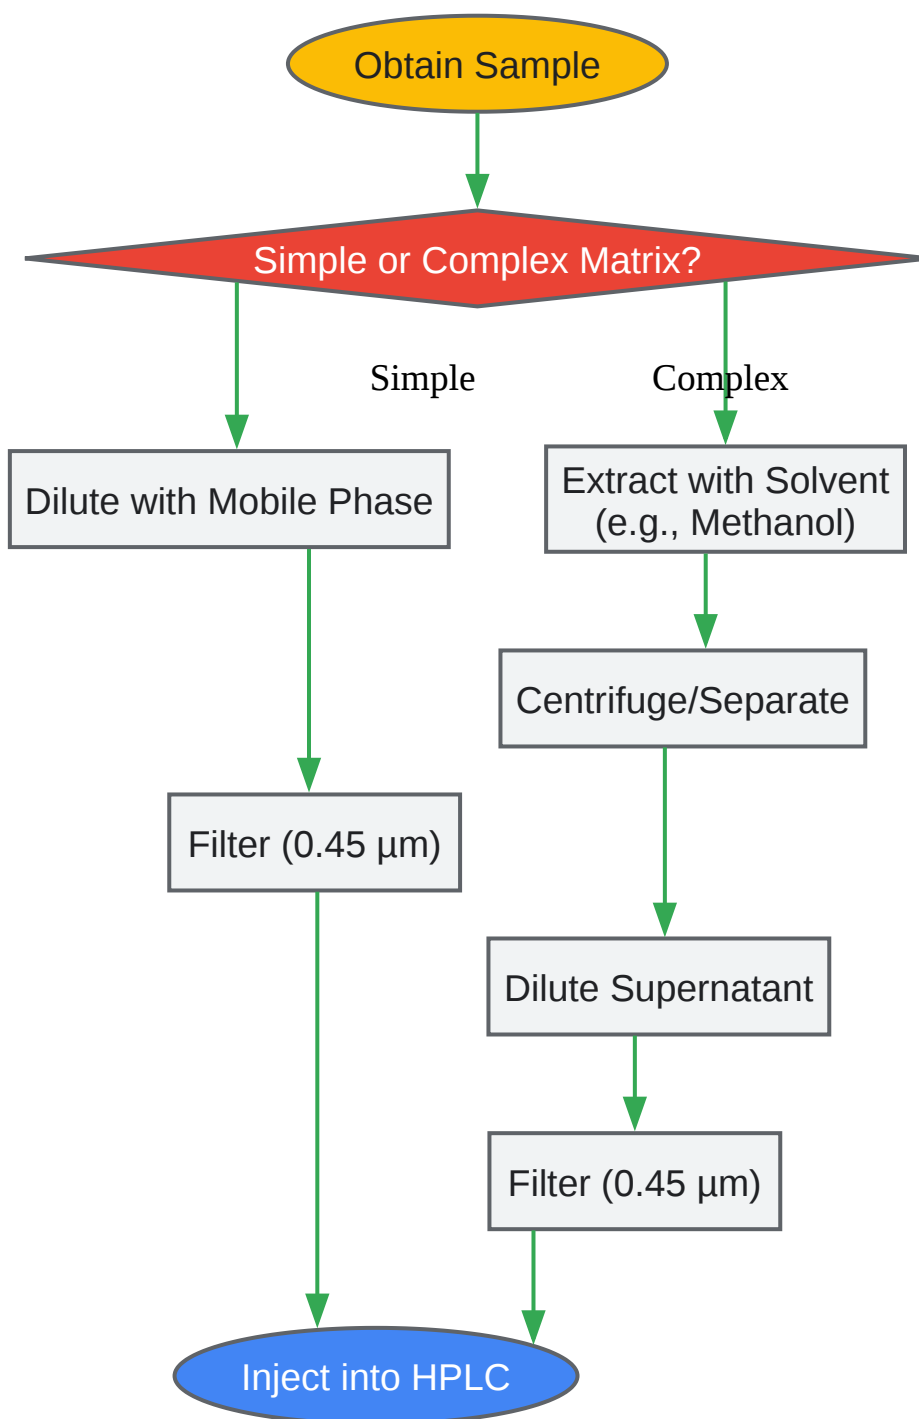 Obtain Sample
Simple or Complex Matrix?
Simple
Complex
Dilute with Mobile Phase
Extract with Solvent
(e.g., Methanol)
Centrifuge/Separate
Filter (0.45 µm)
Dilute Supernatant
Filter (0.45 µm)
Inject into HPLC